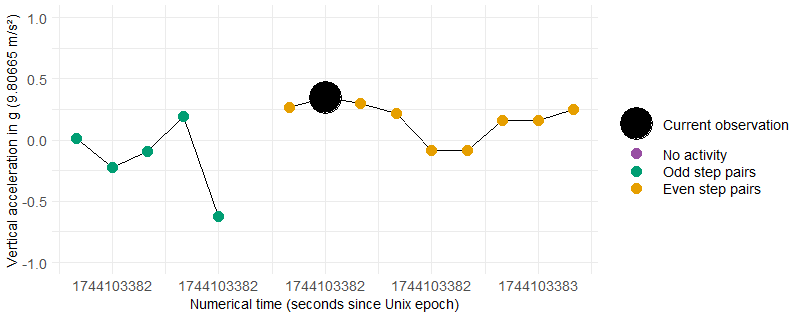 Vertical acceleration in g (9.80665 m/s²)
1.0
0.5
0.0
-0.5
-1.0
1744103382 1744103382 1744103382 1744103382 1744103383
Numerical time (seconds since Unix epoch)
Current observation
No activity
Odd step pairs
Even step pairs